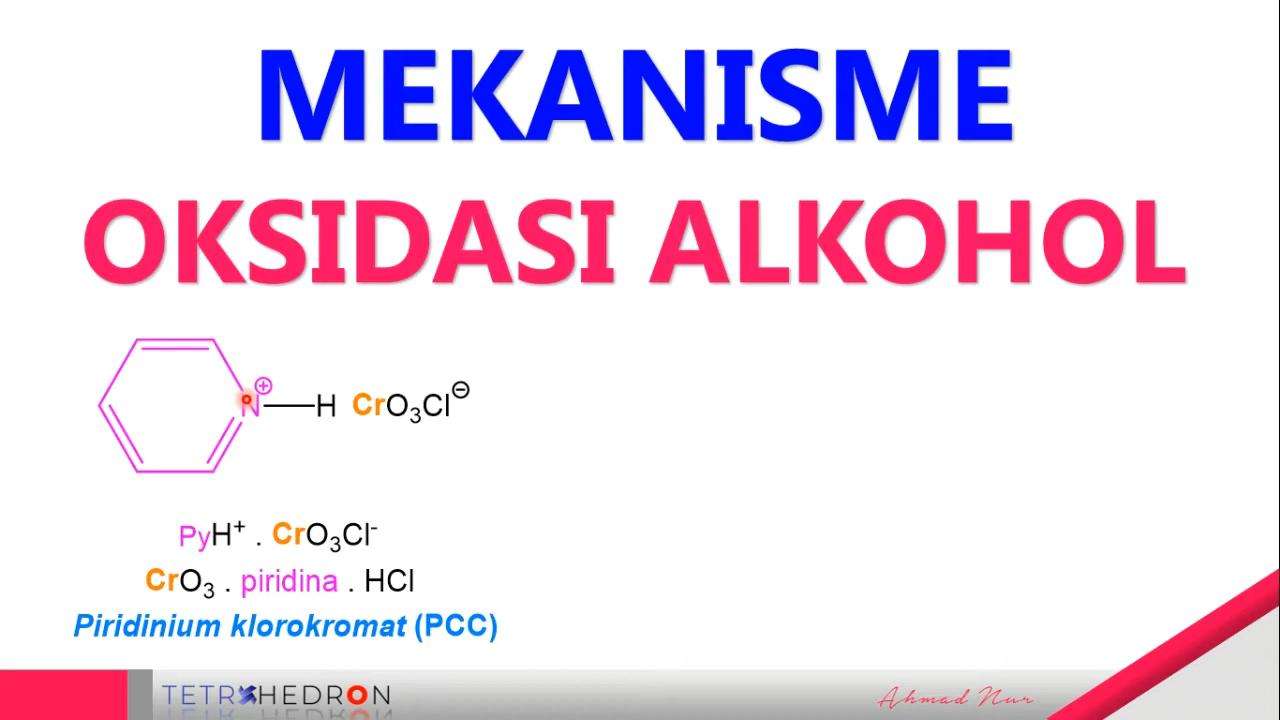 MEKANISME
OKSIDASI ALKOHOL
N⊕—H CrO₃Cl⊖
PyH⁺ . CrO₃Cl⁻
CrO₃ . piridina . HCl
Piridinium klorokromat (PCC)
TETRAHEDRON
Ahmad Nur